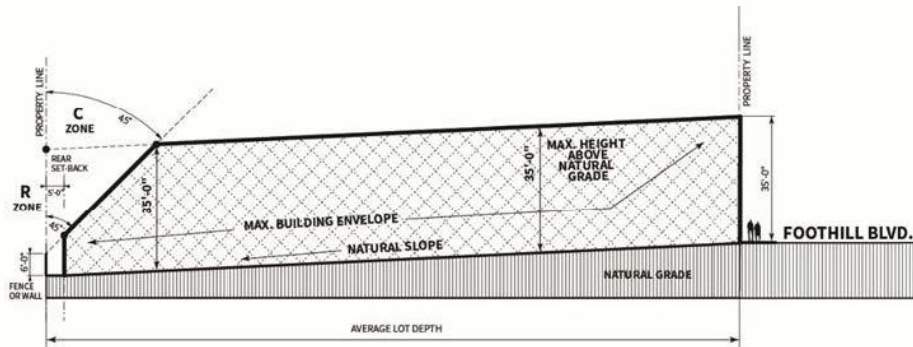 PROPERTY LINE
C
ZONE
45°
REAR
SET-BACK
5'-0"
R
ZONE
45°
6'-0"
FENCE
OR WALL
35'-0"
MAX. BUILDING ENVELOPE
NATURAL SLOPE
35'-0"
MAX. HEIGHT
ABOVE
NATURAL
GRADE
PROPERTY LINE
35'-0"
FOOTHILL BLVD.
NATURAL GRADE
AVERAGE LOT DEPTH